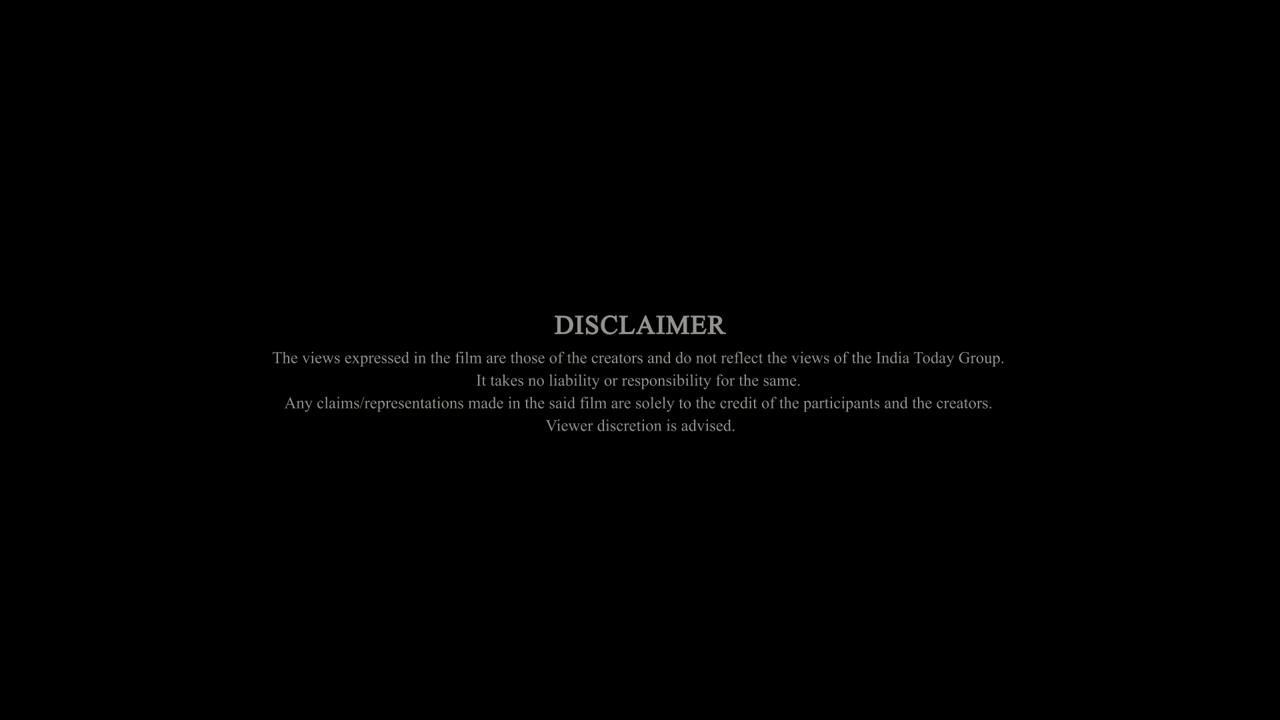 DISCLAIMER
The views expressed in the film are those of the creators and do not reflect the views of the India Today Group.
It takes no liability or responsibility for the same.
Any claims/representations made in the said film are solely to the credit of the participants and the creators.
Viewer discretion is advised.